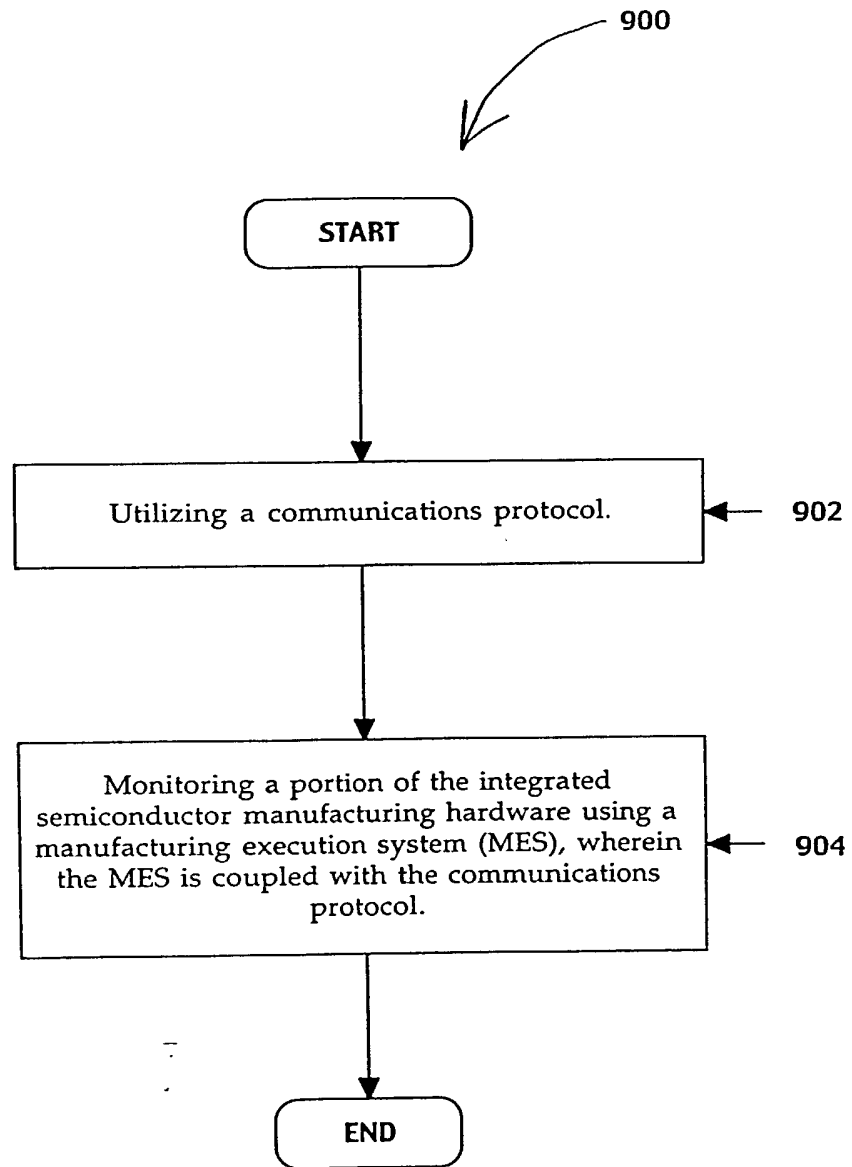 900
START
Utilizing a communications protocol.
902
Monitoring a portion of the integrated
semiconductor manufacturing hardware using a
manufacturing execution system (MES), wherein
the MES is coupled with the communications
protocol.
904
END